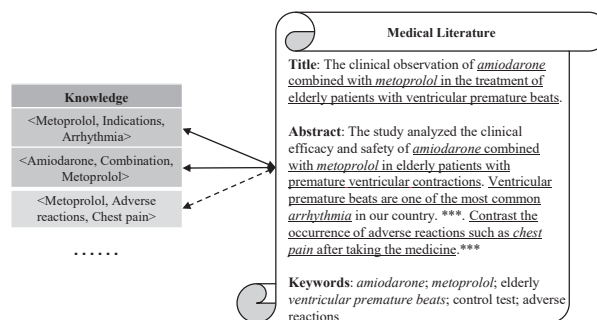 Medical Literature
Title: The clinical observation of amiodarone
combined with metoprolol in the treatment of
elderly patients with ventricular premature beats.
Abstract: The study analyzed the clinical
efficacy and safety of amiodarone combined
with metoprolol in elderly patients with
premature ventricular contractions. Ventricular
premature beats are one of the most common
arrhythmia in our country. ***. Contrast the
occurrence of adverse reactions such as chest
pain after taking the medicine.***
Keywords: amiodarone; metoprolol; elderly
ventricular premature beats; control test; adverse
reactions
Knowledge
<Metoprolol, Indications,
Arrhythmia>
<Amiodarone, Combination,
Metoprolol>
<Metoprolol, Adverse
reactions, Chest pain>
......